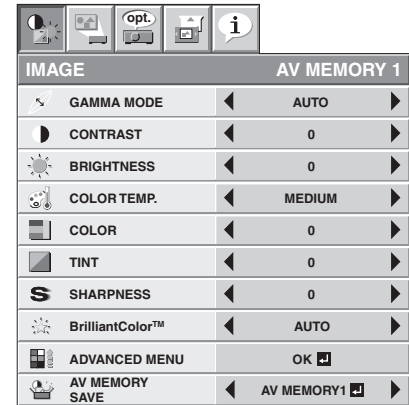 opt.
i
IMAGE AV MEMORY 1
GAMMA MODE AUTO
CONTRAST 0
BRIGHTNESS 0
COLOR TEMP. MEDIUM
COLOR 0
TINT 0
S SHARPNESS 0
BrilliantColor™ AUTO
ADVANCED MENU OK
AV MEMORY
SAVE AV MEMORY1